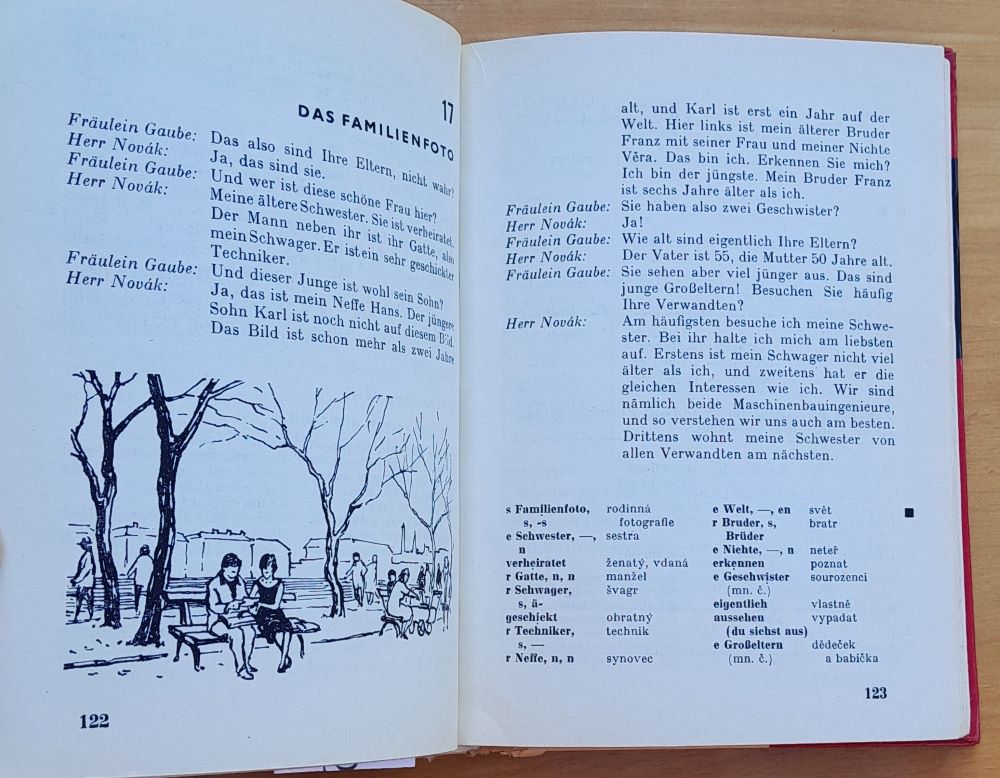 17
DAS FAMILIENFOTO
Fräulein Gaube: Das also sind Ihre Eltern, nicht wahr?
Herr Novák: Ja, das sind sie.
Fräulein Gaube: Und wer ist diese schöne Frau hier?
Herr Novák: Meine ältere Schwester. Sie ist verheiratet.
Der Mann neben ihr ist ihr Gatte, also
mein Schwager. Er ist ein sehr geschickter
Techniker.
Fräulein Gaube: Und dieser Junge ist wohl sein Sohn?
Herr Novák: Ja, das ist mein Neffe Hans. Der jüngere
Sohn Karl ist noch nicht auf diesem Bild.
Das Bild ist schon mehr als zwei Jahre
122
alt, und Karl ist erst ein Jahr auf der
Welt. Hier links ist mein älterer Bruder
Franz mit seiner Frau und meiner Nichte
Věra. Das bin ich. Erkennen Sie mich?
Ich bin der jüngste. Mein Bruder Franz
ist sechs Jahre älter als ich.
Fräulein Gaube: Sie haben also zwei Geschwister?
Herr Novák: Ja!
Fräulein Gaube: Wie alt sind eigentlich Ihre Eltern?
Herr Novák: Der Vater ist 55, die Mutter 50 Jahre alt.
Fräulein Gaube: Sie sehen aber viel jünger aus. Das sind
junge Großeltern! Besuchen Sie häufig
Ihre Verwandten?
Herr Novák: Am häufigsten besuche ich meine Schwe-
ster. Bei ihr halte ich mich am liebsten
auf. Erstens ist mein Schwager nicht viel
älter als ich, und zweitens hat er die
gleichen Interessen wie ich. Wir sind
nämlich beide Maschinenbauingenieure,
und so verstehen wir uns auch am besten.
Drittens wohnt meine Schwester von
allen Verwandten am nächsten.
s Familienfoto, rodinná
s, -s fotografie
e Schwester, —, sestra
n
verheiratet ženatý, vdaná
r Gatte, n, n manžel
r Schwager, švagr
s, ä-
geschickt obratný
r Techniker, technik
s, —
r Neffe, n, n synovec
e Welt, —, en svět
r Bruder, s, bratr
Brüder
e Nichte, —, n neteř
erkennen poznat
e Geschwister sourozenci
(mn. č.)
eigentlich vlastně
aussehen vypadat
(du siehst aus)
e Großeltern dědeček
(mn. č.) a babička
123